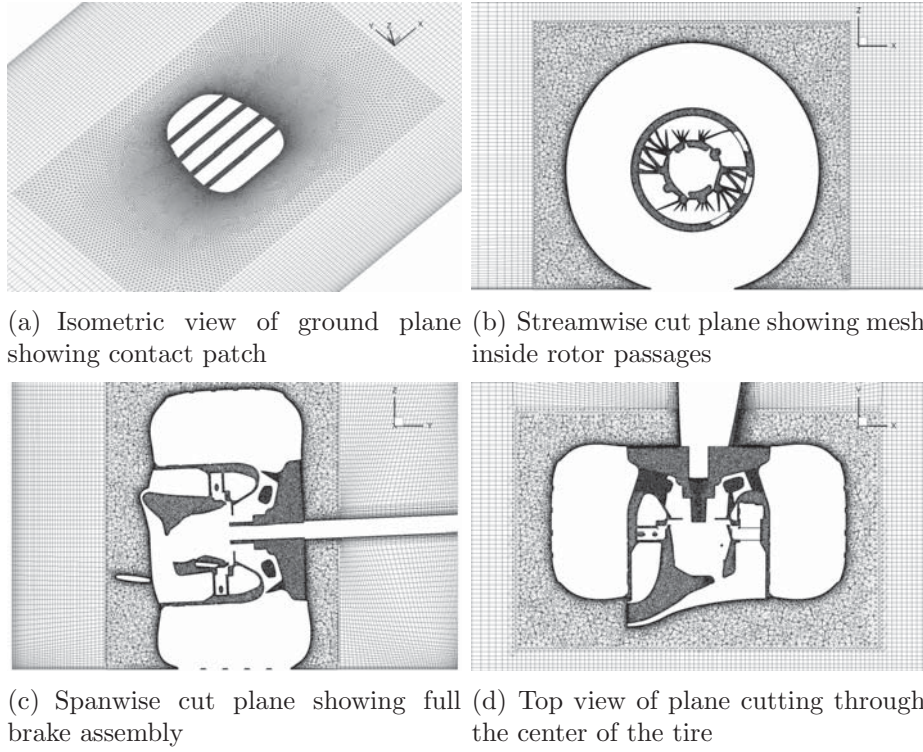 Y Z X
Z
X
(a) Isometric view of ground plane
showing contact patch
(b) Streamwise cut plane showing mesh
inside rotor passages
Z
Y
Y
X
(c) Spanwise cut plane showing full
brake assembly
(d) Top view of plane cutting through
the center of the tire